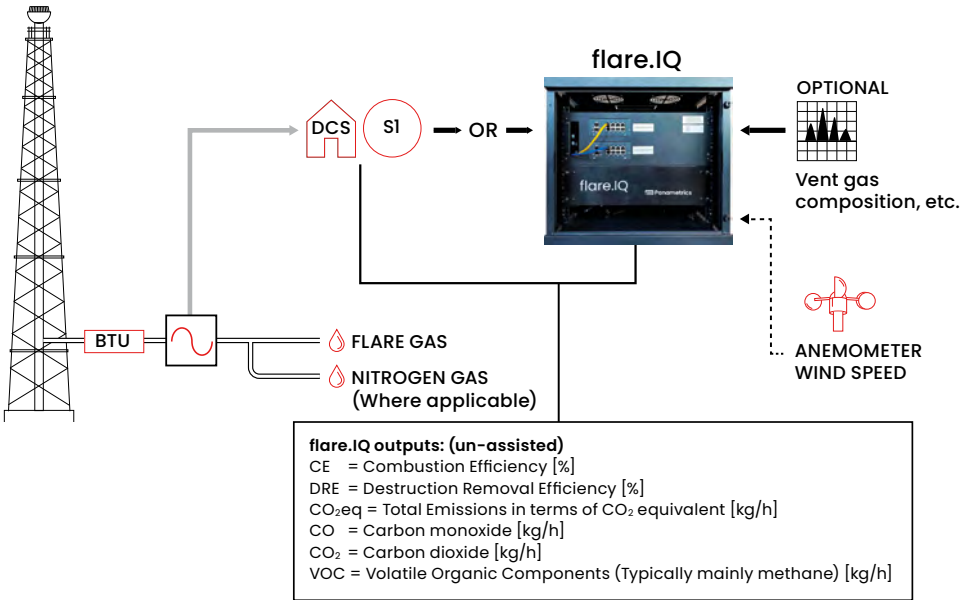 flare.IQ
OPTIONAL
DCS
S1
OR
flare.IQ
Panametrics
Vent gas
composition, etc.
BTU
FLARE GAS
NITROGEN GAS
(Where applicable)
ANEMOMETER
WIND SPEED
flare.IQ outputs: (un-assisted)
CE = Combustion Efficiency [%]
DRE = Destruction Removal Efficiency [%]
CO₂eq = Total Emissions in terms of CO₂ equivalent [kg/h]
CO = Carbon monoxide [kg/h]
CO₂ = Carbon dioxide [kg/h]
VOC = Volatile Organic Components (Typically mainly methane) [kg/h]